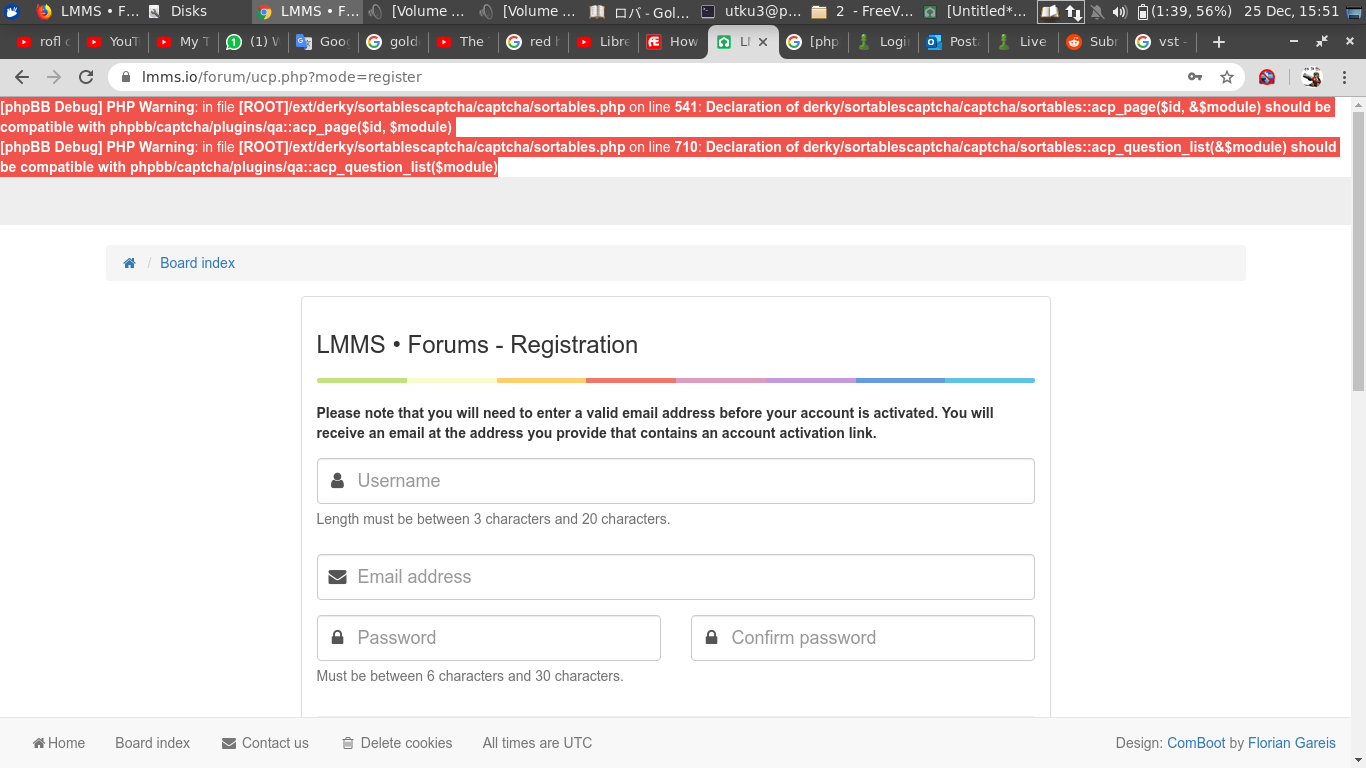 LMMS • F...
Disks
LMMS • F...
[Volume ...
[Volume ...
ロバ - Gol...
utku3@p...
2 - FreeV...
[Untitled*...
(1:39, 56%)
25 Dec, 15:51
rofl
YouT
My T
(1) W
Goog
gold
The
red h
Libre
How
LM
[php
Login
Posta
Live
Subr
vst -
lmms.io/forum/ucp.php?mode=register
[phpBB Debug] PHP Warning: in file [ROOT]/ext/derky/sortablescaptcha/captcha/sortables.php on line 541: Declaration of derky/sortablescaptcha/captcha/sortables::acp_page($id, &$module) should be
compatible with phpbb/captcha/plugins/qa::acp_page($id, $module)
[phpBB Debug] PHP Warning: in file [ROOT]/ext/derky/sortablescaptcha/captcha/sortables.php on line 710: Declaration of derky/sortablescaptcha/captcha/sortables::acp_question_list(&$module) should
be compatible with phpbb/captcha/plugins/qa::acp_question_list($module)
/ Board index
LMMS • Forums - Registration
Please note that you will need to enter a valid email address before your account is activated. You will
receive an email at the address you provide that contains an account activation link.
Username
Length must be between 3 characters and 20 characters.
Email address
Password
Confirm password
Must be between 6 characters and 30 characters.
Home
Board index
Contact us
Delete cookies
All times are UTC
Design: ComBoot by Florian Gareis